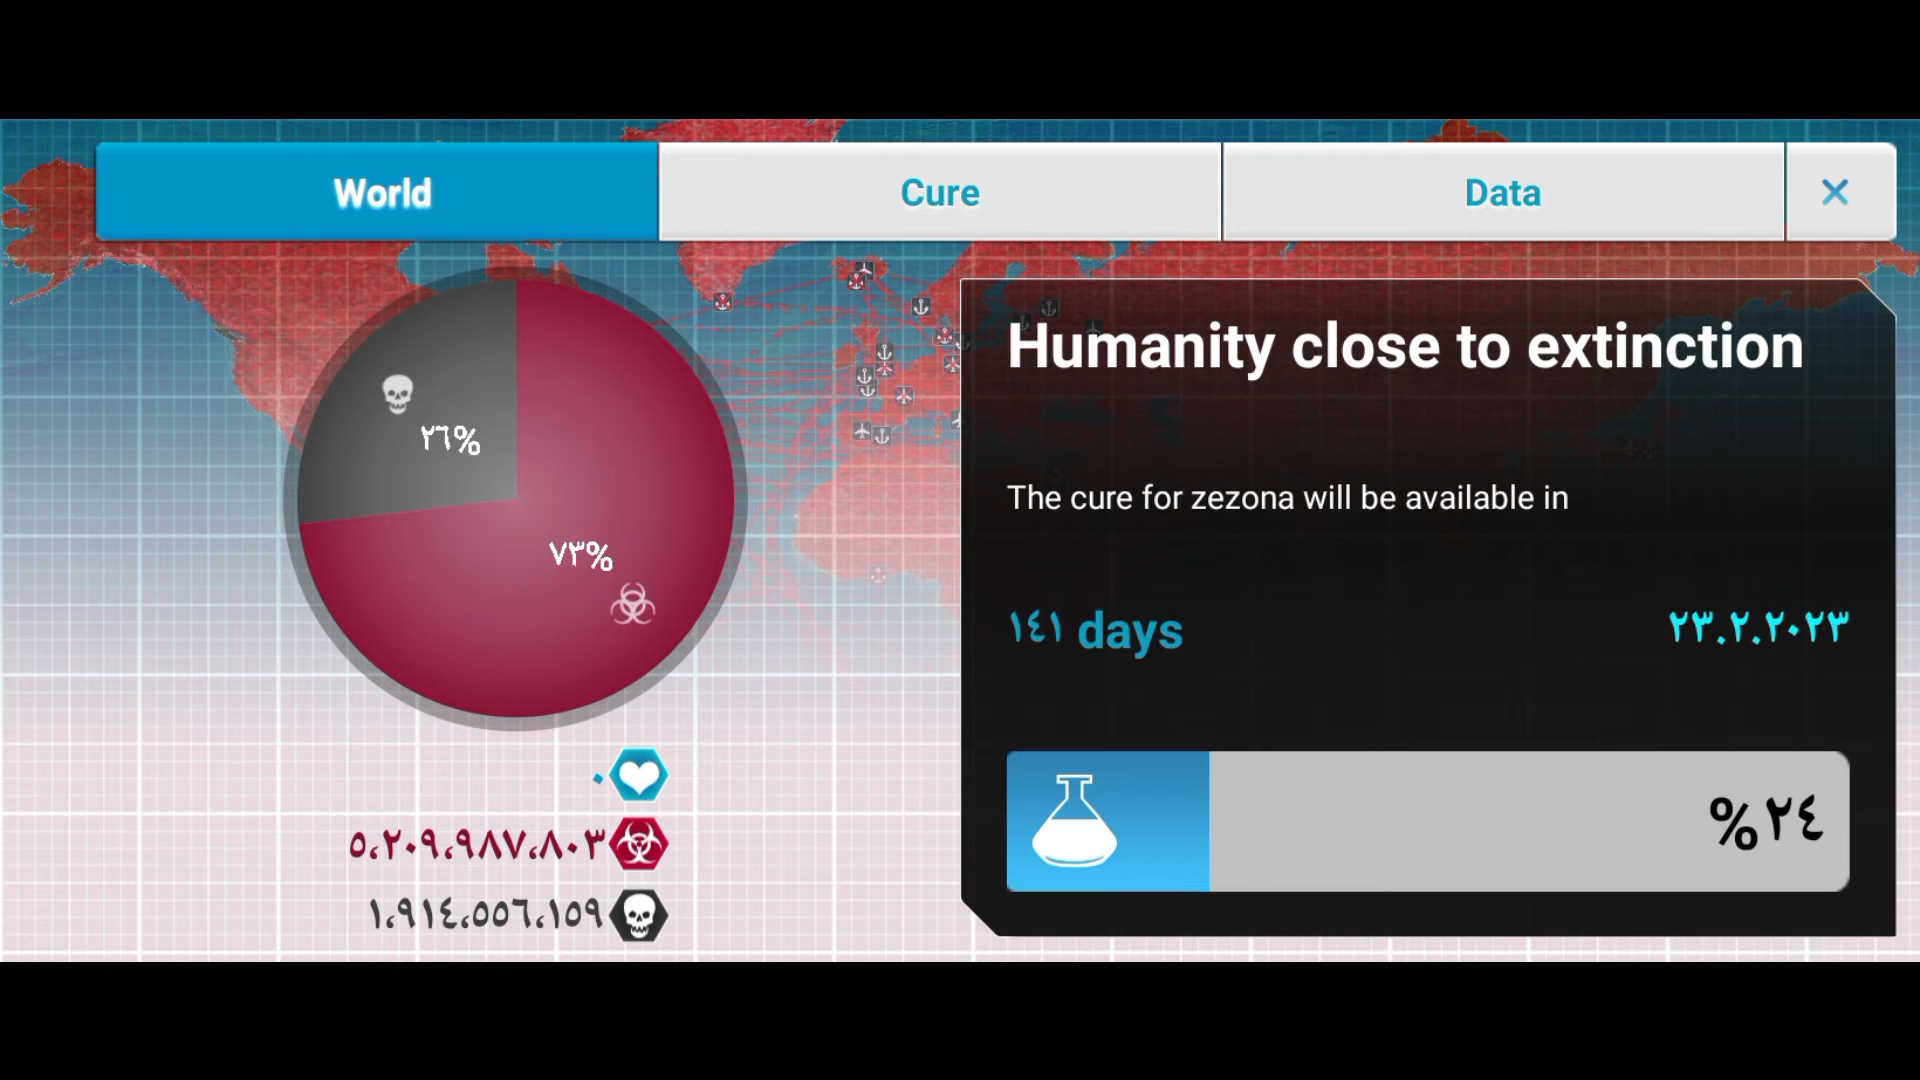 World
Cure
Data
٢٦%
٧٣%
٠
٥،٢٠٩،٩٨٧،٨٠٣
١،٩١٤،٥٥٦،١٥٩
Humanity close to extinction
The cure for zezona will be available in
١٤١ days
٢٣.٢.٢٠٢٣
%٢٤